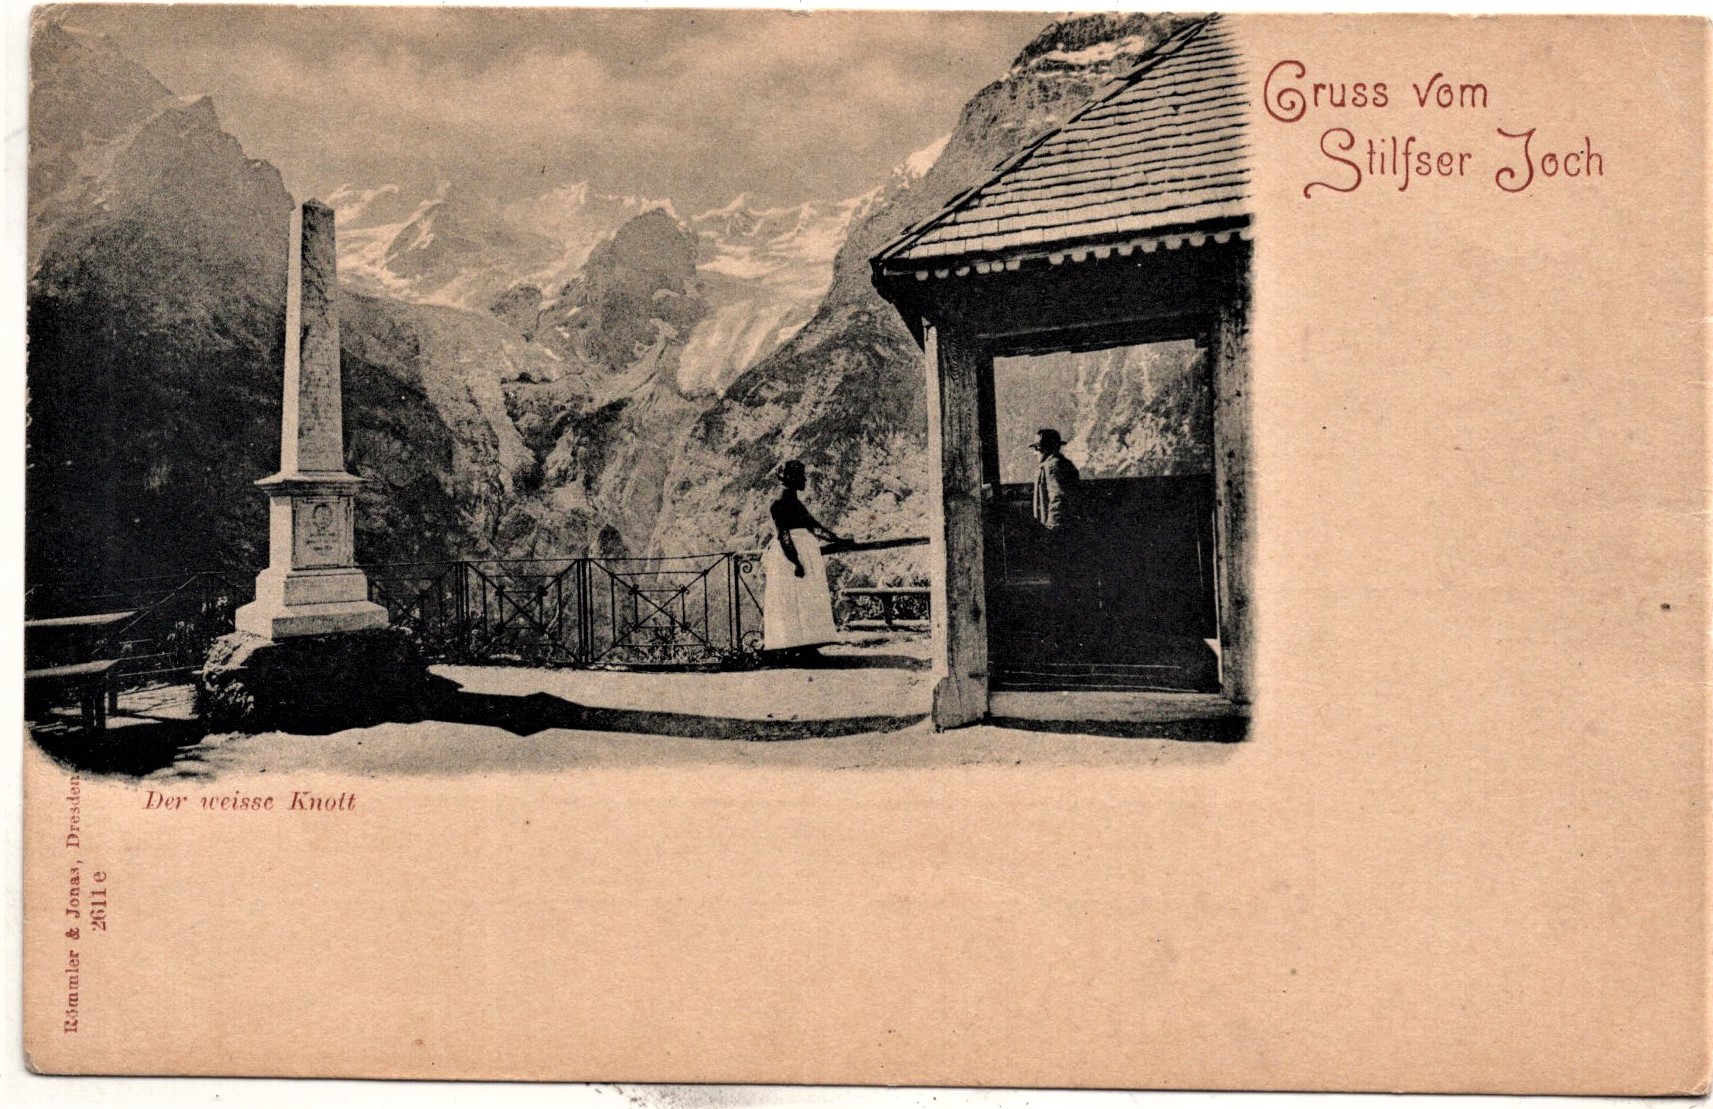 Gruss vom
Stilfser Joch
Der weisse Knott
Römmler & Jonas, Dresden
2611 e